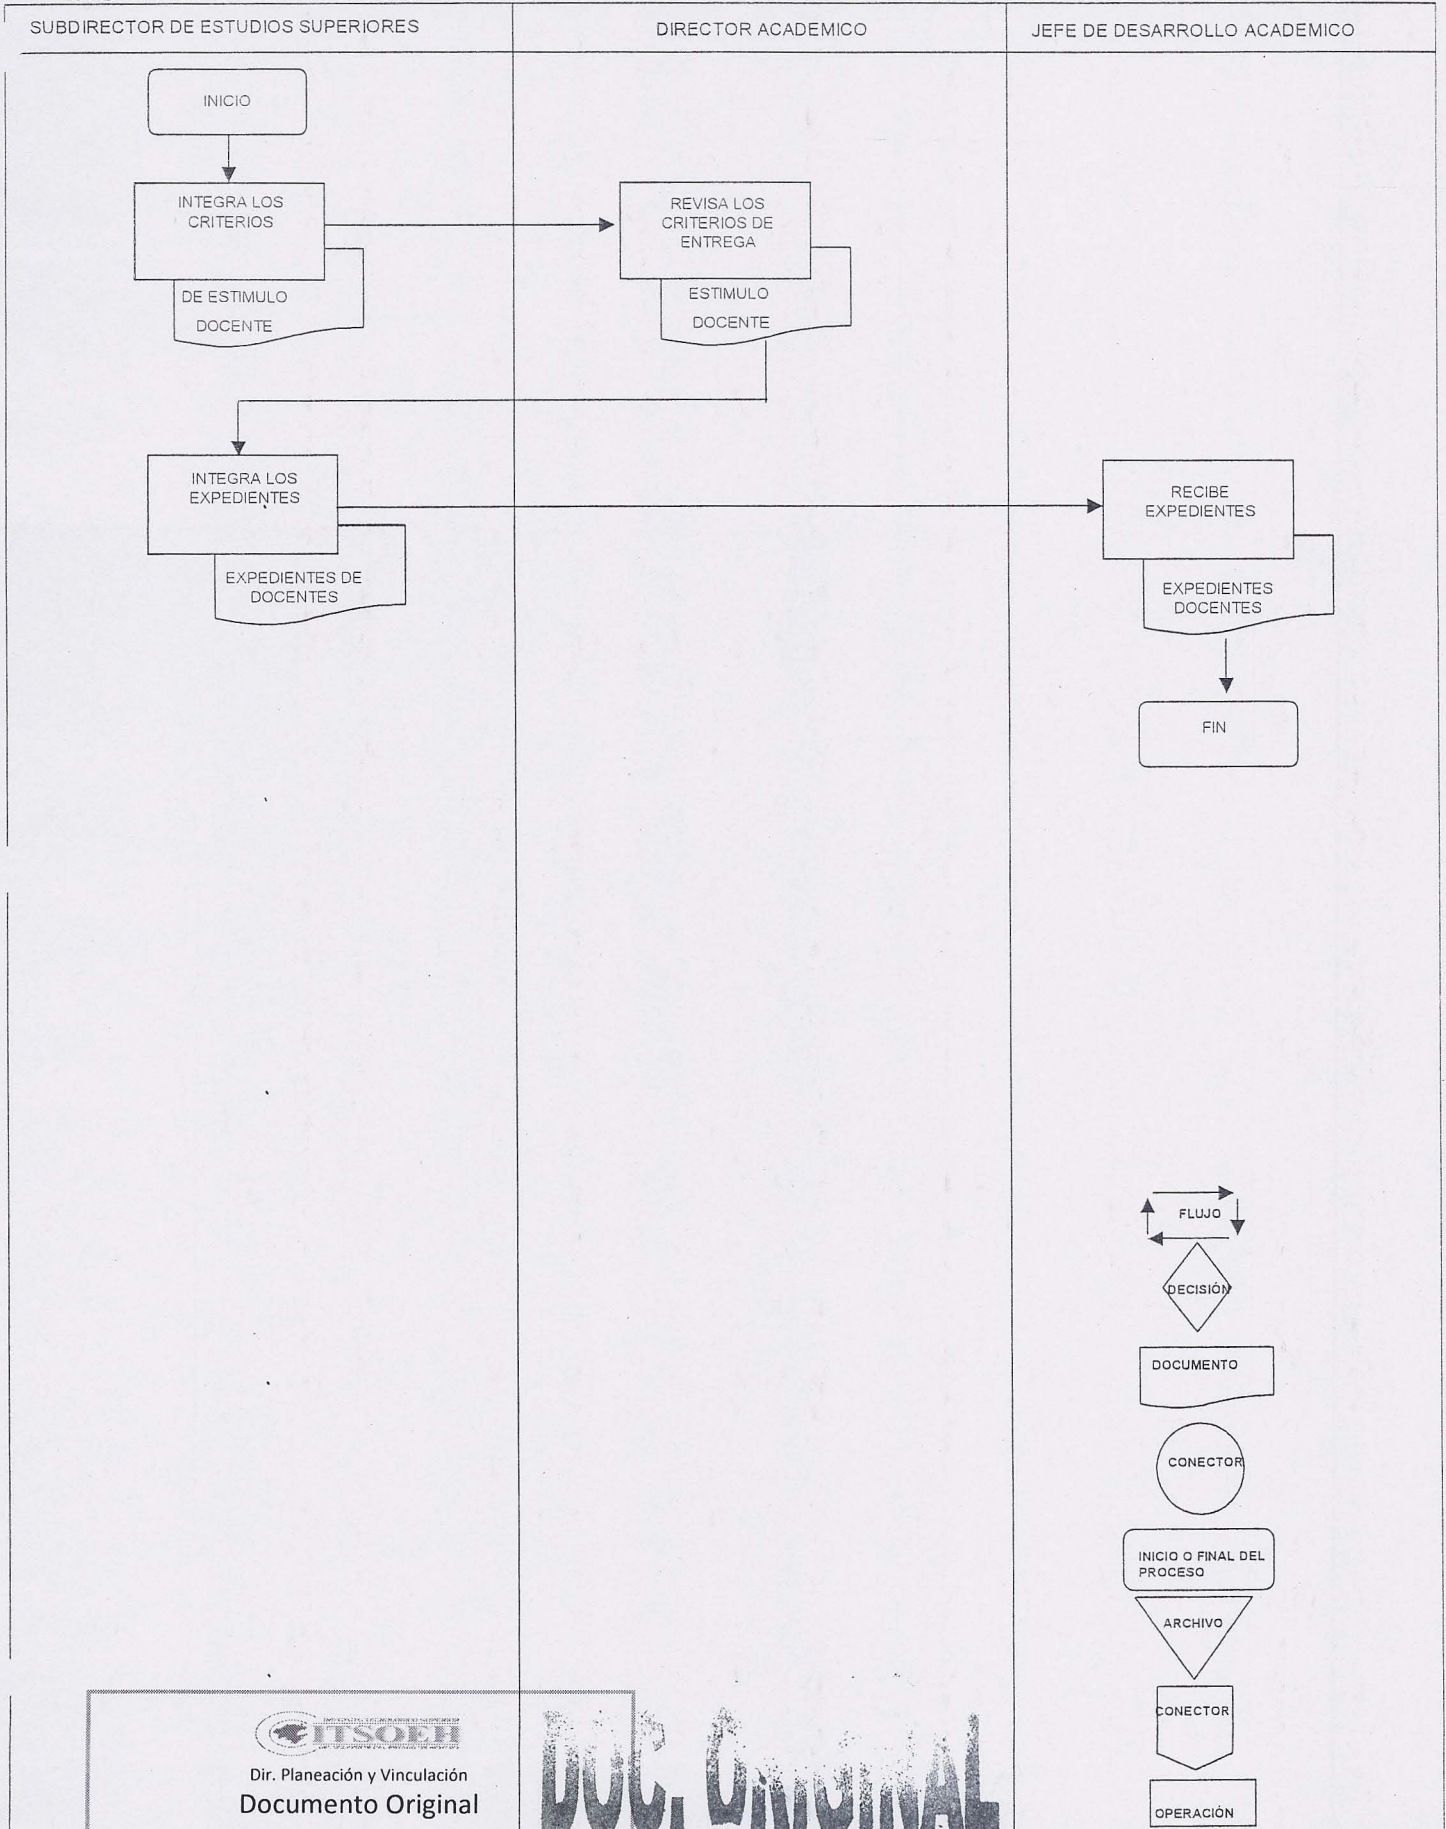 SUBDIRECTOR DE ESTUDIOS SUPERIORES
DIRECTOR ACADEMICO
JEFE DE DESARROLLO ACADEMICO
INICIO
INTEGRA LOS
CRITERIOS
DE ESTIMULO
DOCENTE
REVISA LOS
CRITERIOS DE
ENTREGA
ESTIMULO
DOCENTE
INTEGRA LOS
EXPEDIENTES
EXPEDIENTES DE
DOCENTES
RECIBE
EXPEDIENTES
EXPEDIENTES
DOCENTES
FIN
FLUJO
DECISIÓN
DOCUMENTO
CONECTOR
INICIO O FINAL DEL
PROCESO
ARCHIVO
CONECTOR
OPERACIÓN
ITSOEH
Dir. Planeación y Vinculación
Documento Original
DOC. ORIGINAL